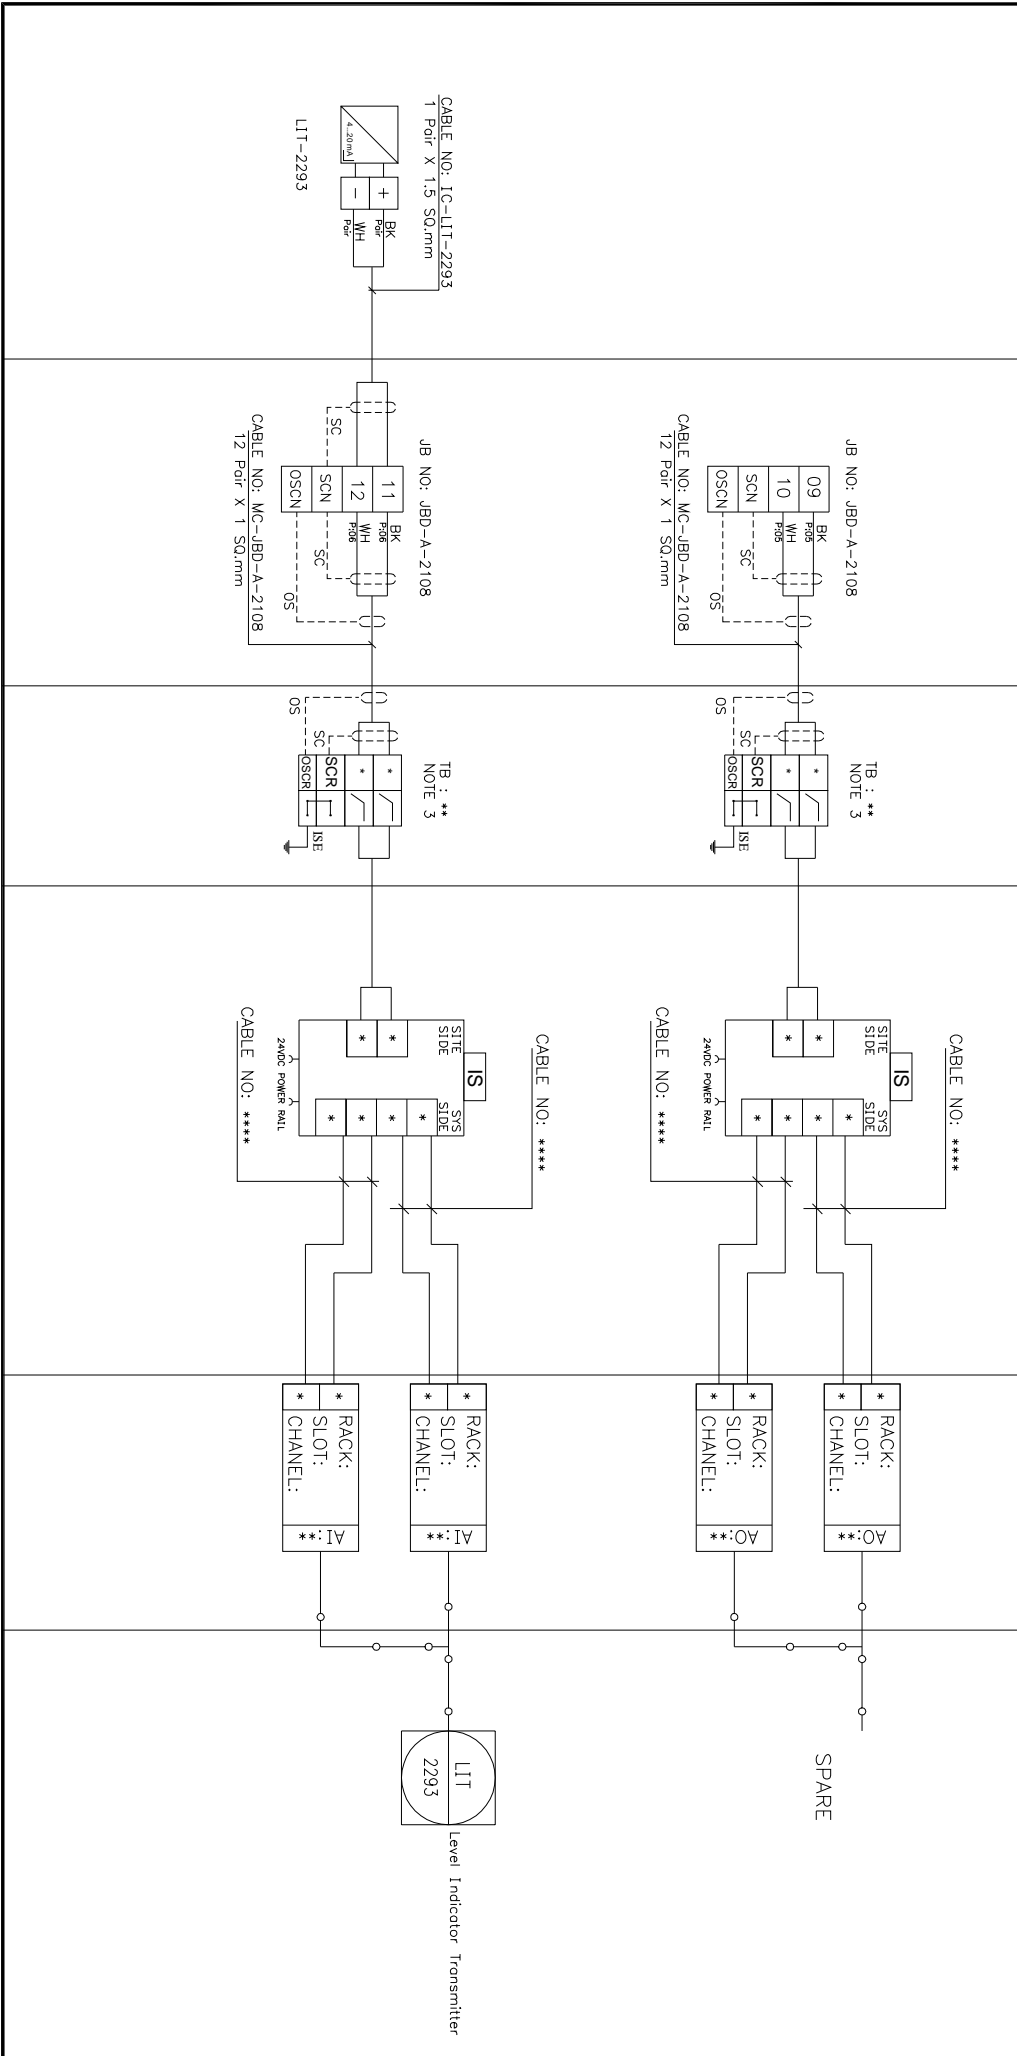 JB NO: JBD-A-2108
09
10
SCN
OSCN
BK
P:05
WH
P:05
SC
OS
CABLE NO: MC-JBD-A-2108
12 Pair X 1 SQ.mm
TB : **
NOTE 3
OS
SC
*
*
SCR
OSCR
ISE
CABLE NO: ****
IS
SITE
SIDE
SYS
SIDE
*
*
*
*
*
*
24VDC POWER RAIL
CABLE NO: ****
*
*
RACK:
SLOT:
CHANEL:
AO:**
*
*
RACK:
SLOT:
CHANEL:
AO:**
SPARE
CABLE NO: IC-LIT-2293
1 Pair X 1.5 SQ.mm
4...20 mA
+
-
BK
Pair
WH
Pair
LIT-2293
JB NO: JBD-A-2108
SC
11
12
SCN
OSCN
BK
P:06
WH
P:06
SC
OS
CABLE NO: MC-JBD-A-2108
12 Pair X 1 SQ.mm
TB : **
NOTE 3
OS
SC
*
*
SCR
OSCR
ISE
CABLE NO: ****
IS
SITE
SIDE
SYS
SIDE
*
*
*
*
*
*
24VDC POWER RAIL
CABLE NO: ****
*
*
RACK:
SLOT:
CHANEL:
AI:**
*
*
RACK:
SLOT:
CHANEL:
AI:**
LIT
2293
Level Indicator Transmitter